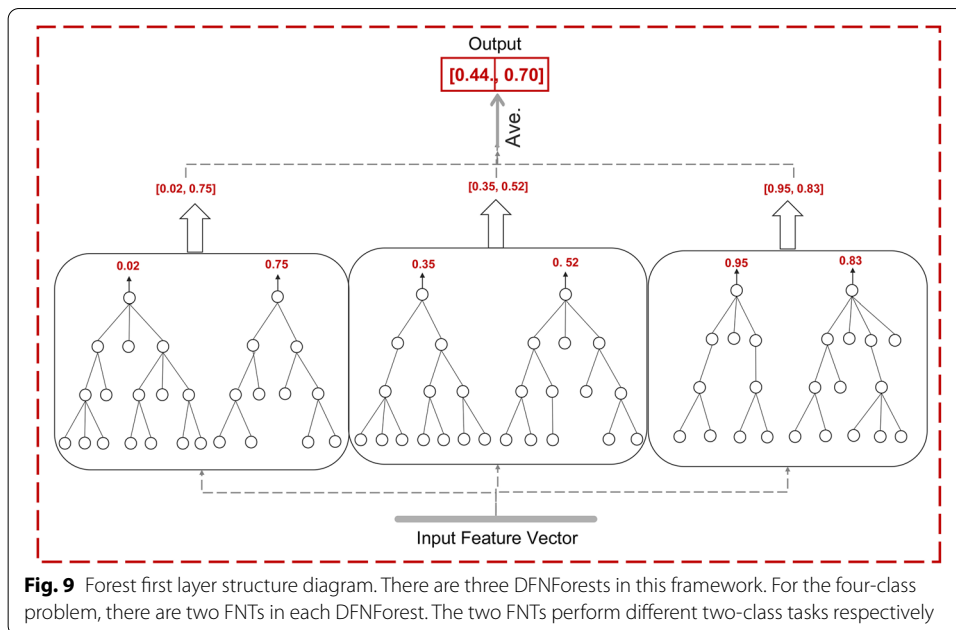 Output
[0.44., 0.70]
Ave.
[0.02, 0.75] [0.35, 0.52] [0.95, 0.83]
0.02 0.75 0.35 0. 52 0.95 0.83
Input Feature Vector
Fig. 9 Forest first layer structure diagram. There are three DFNForests in this framework. For the four-class
problem, there are two FNTs in each DFNForest. The two FNTs perform different two-class tasks respectively